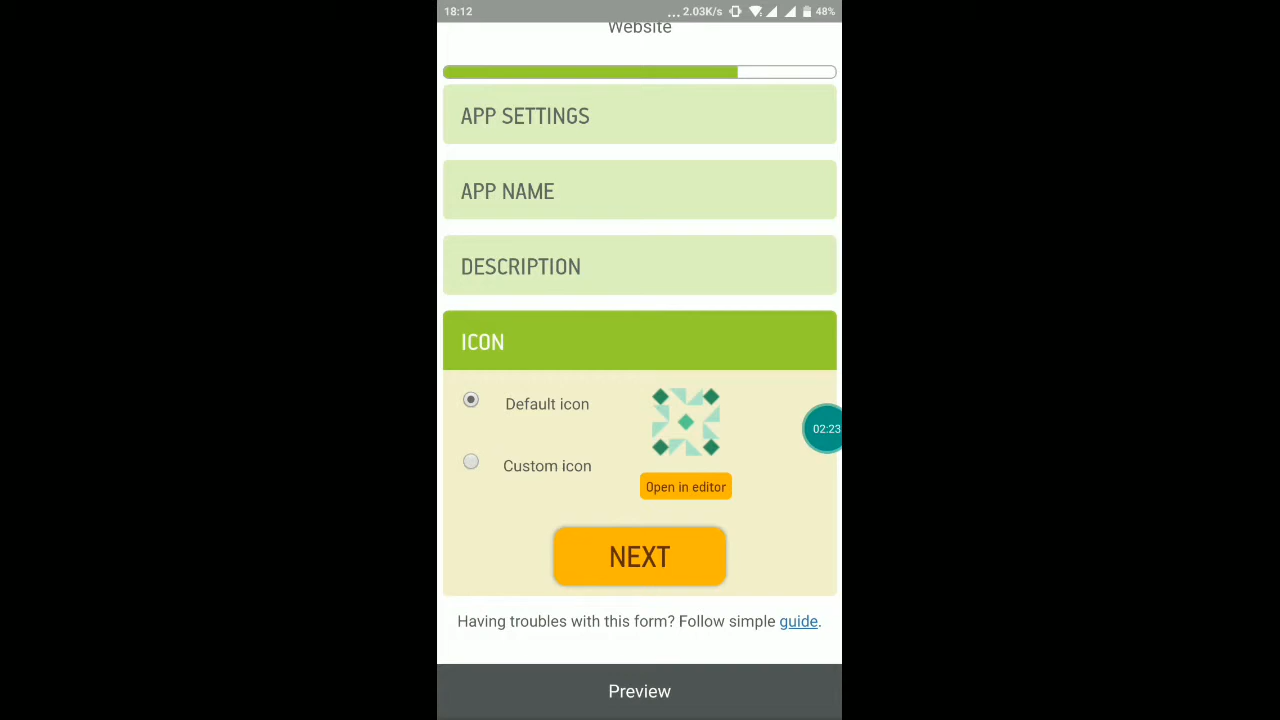 18:12 ... 2.03K/s 48%
Website
APP SETTINGS
APP NAME
DESCRIPTION
ICON
Default icon
02:23
Custom icon
Open in editor
NEXT
Having troubles with this form? Follow simple guide.
Preview